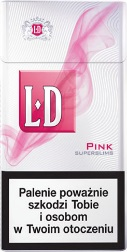 L·D
L·D
PINK
SUPERSLIMS
Palenie poważnie
szkodzi Tobie
i osobom
w Twoim otoczeniu